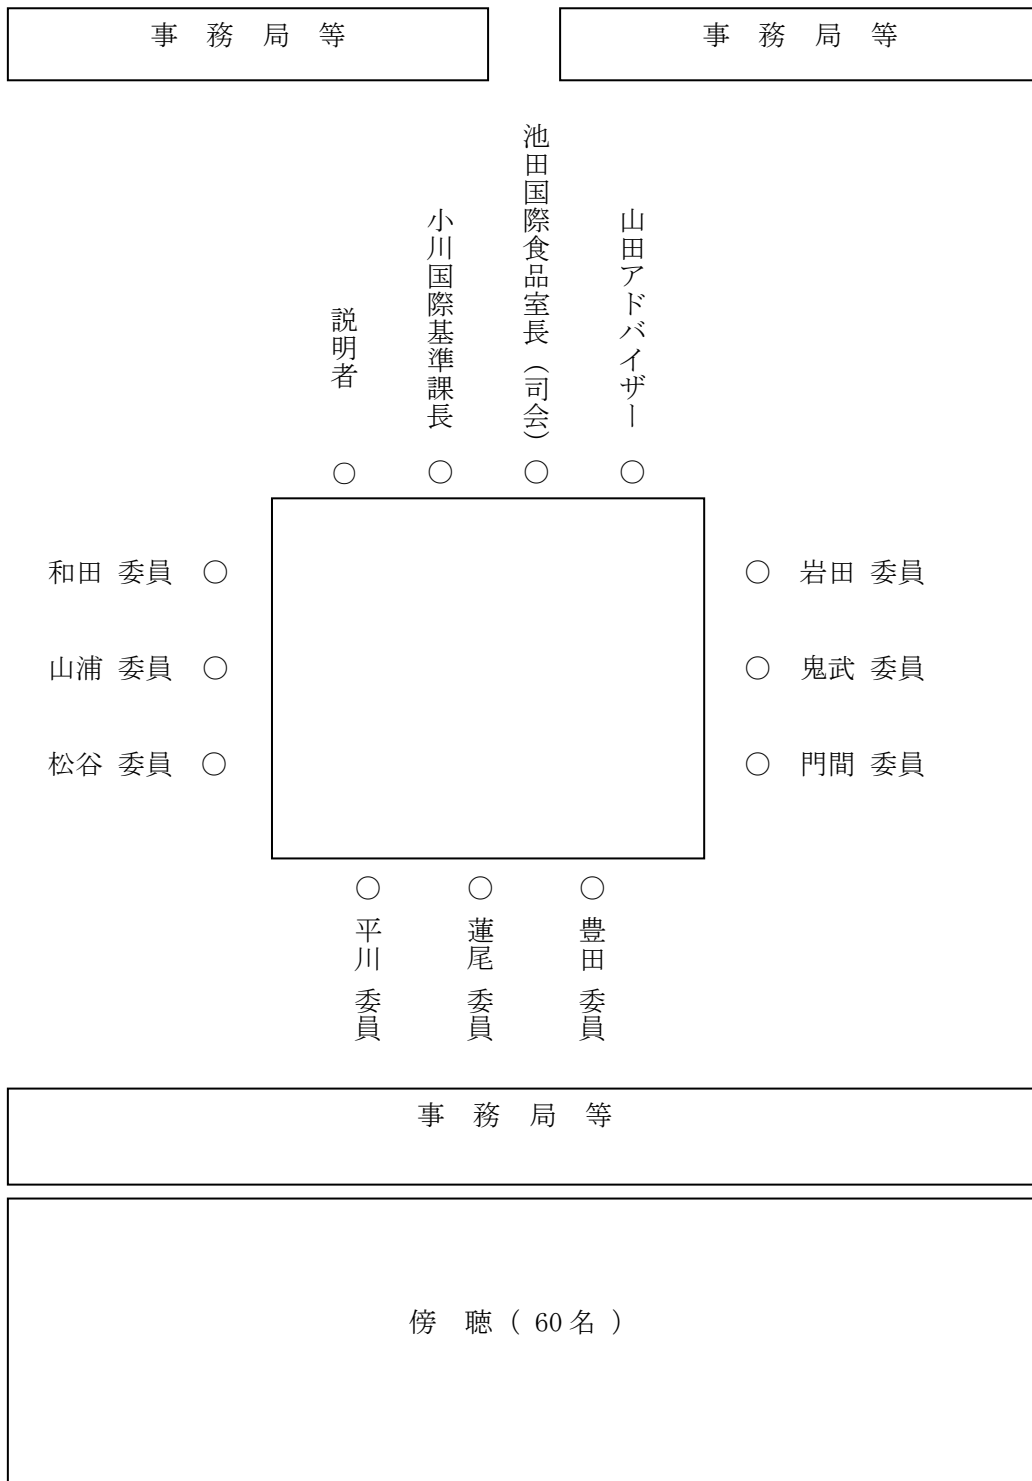 事 務 局 等
事 務 局 等
説明者
小川国際基準課長
池田国際食品室長（司会）
山田アドバイザー
○ ○ ○ ○
和田 委員 ○
○ 岩田 委員
山浦 委員 ○
○ 鬼武 委員
松谷 委員 ○
○ 門間 委員
○ ○ ○
平川 委員
蓮尾 委員
豊田 委員
事 務 局 等
傍 聴 ( 60名 )